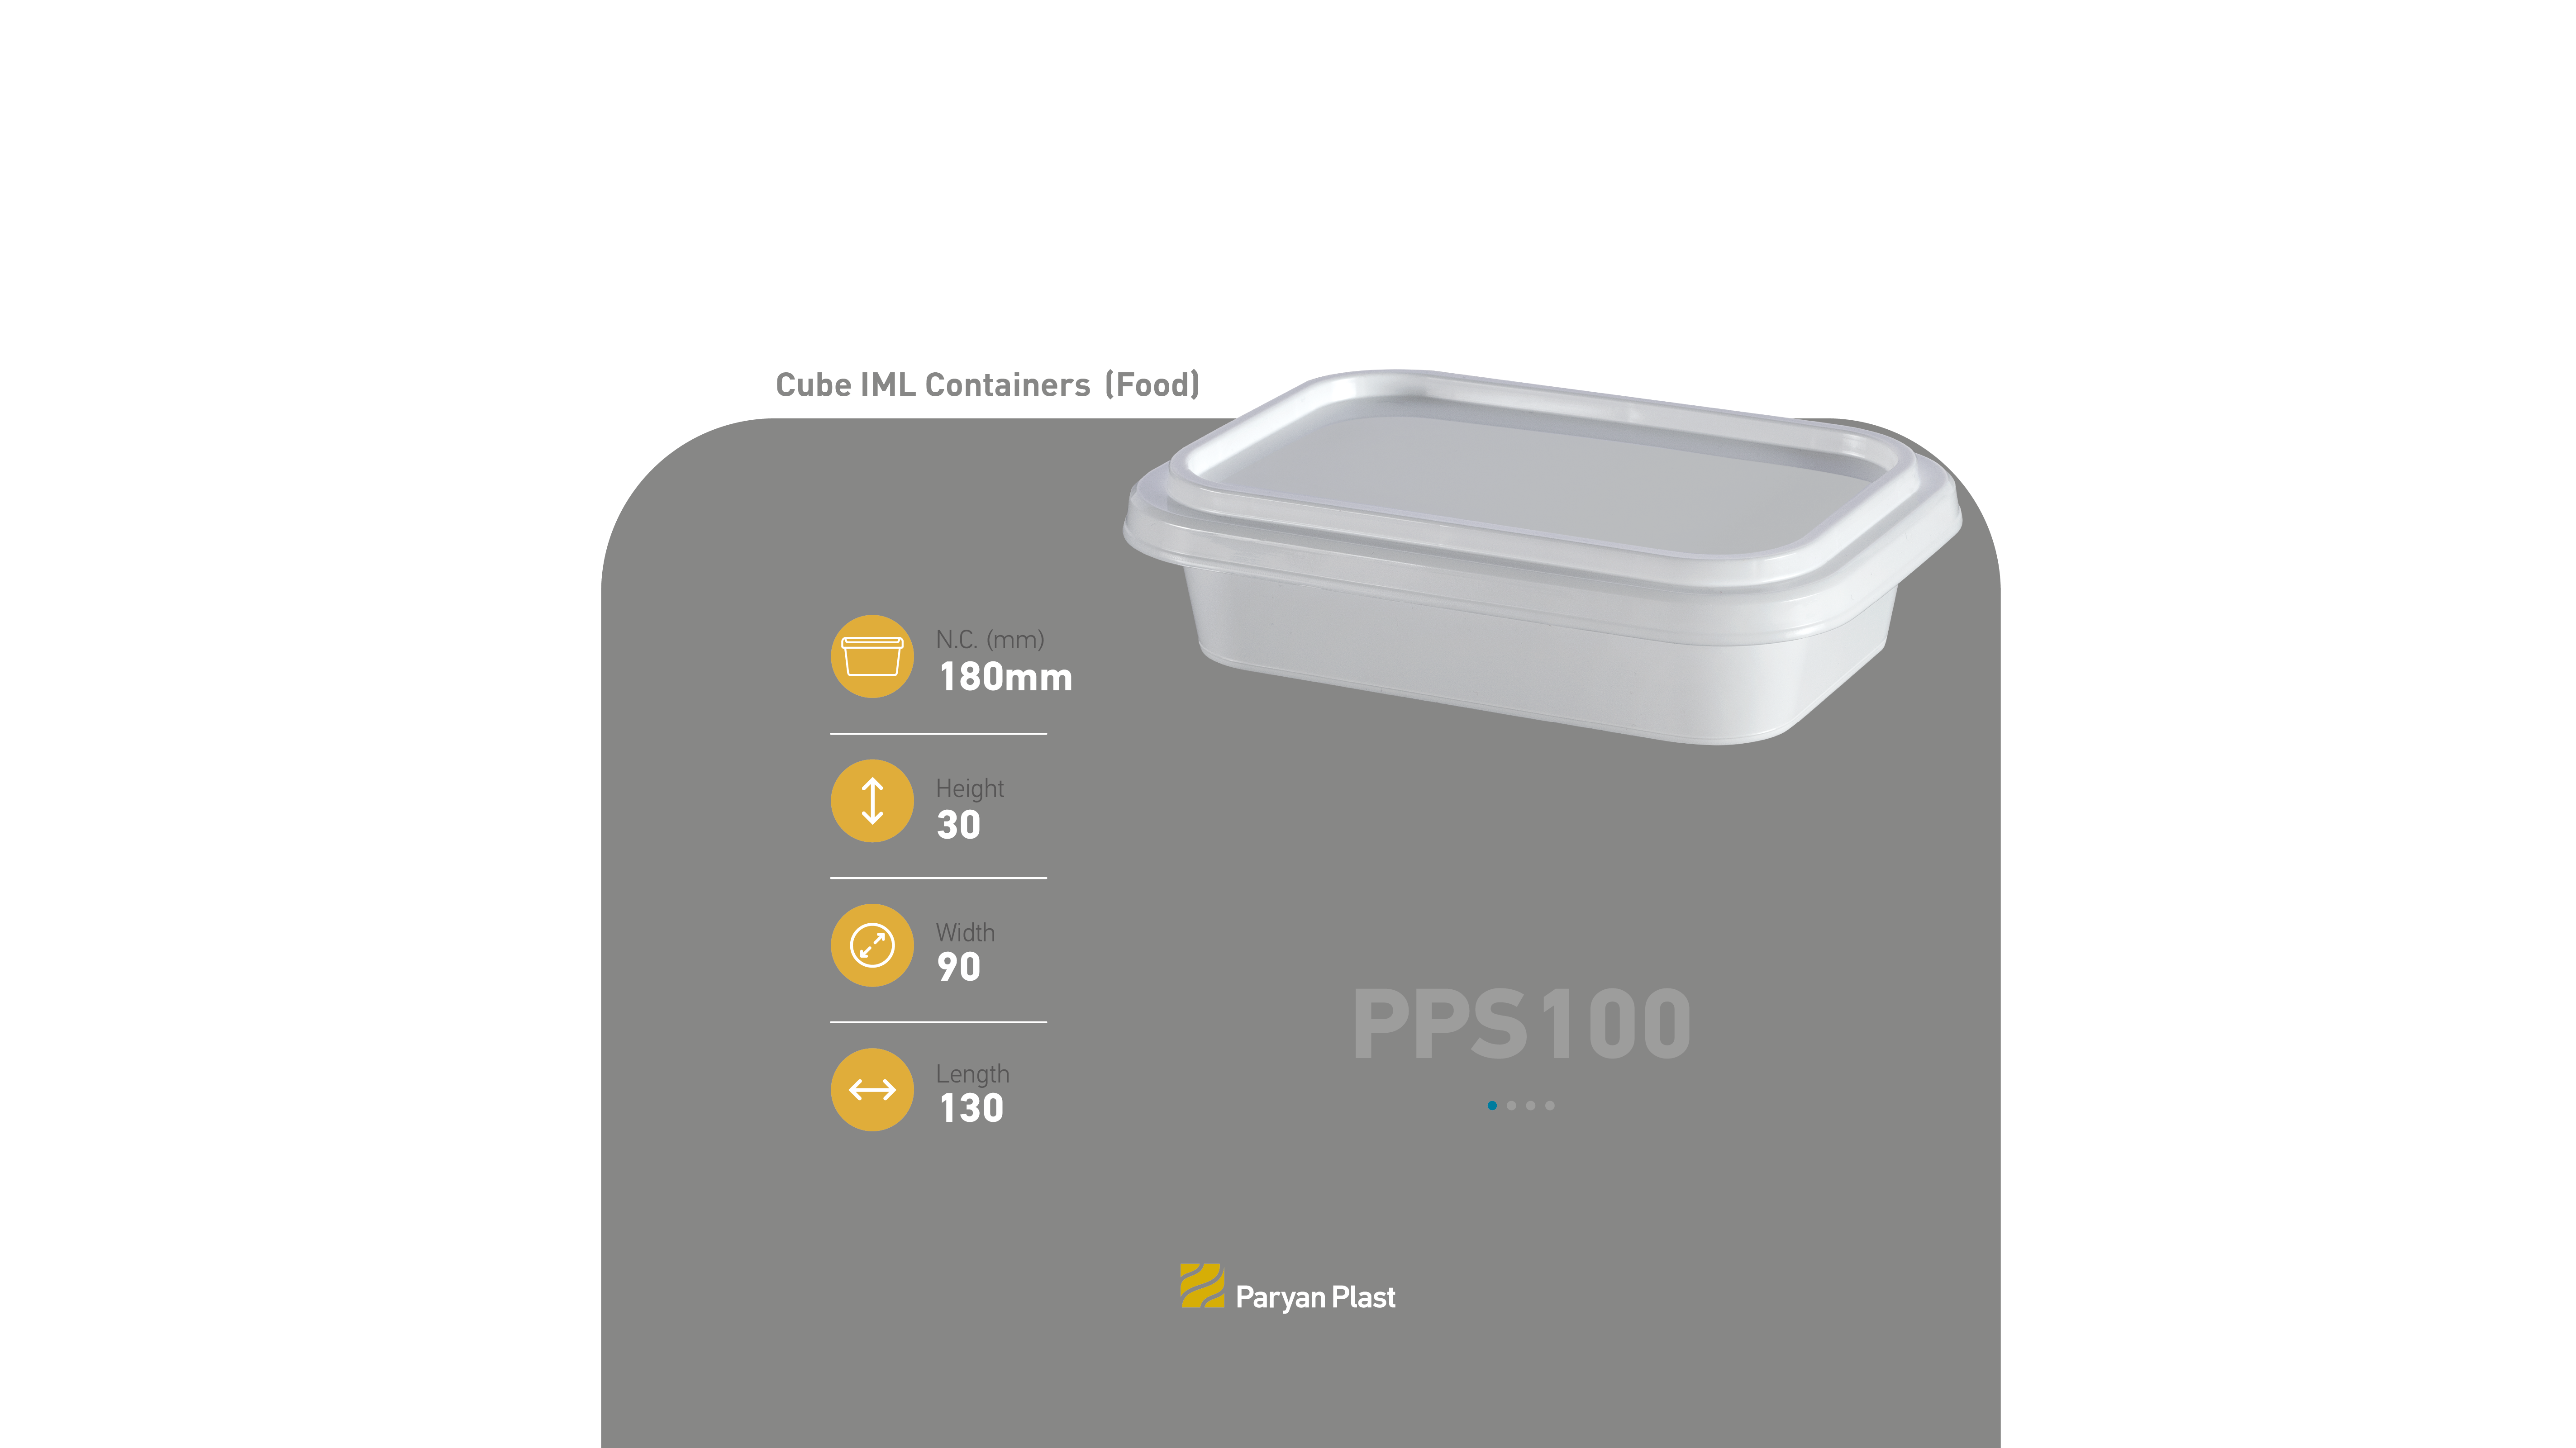 Cube IML Containers (Food)
N.C. (mm)
180mm
Height
30
Width
90
Length
130
PPS100
Paryan Plast